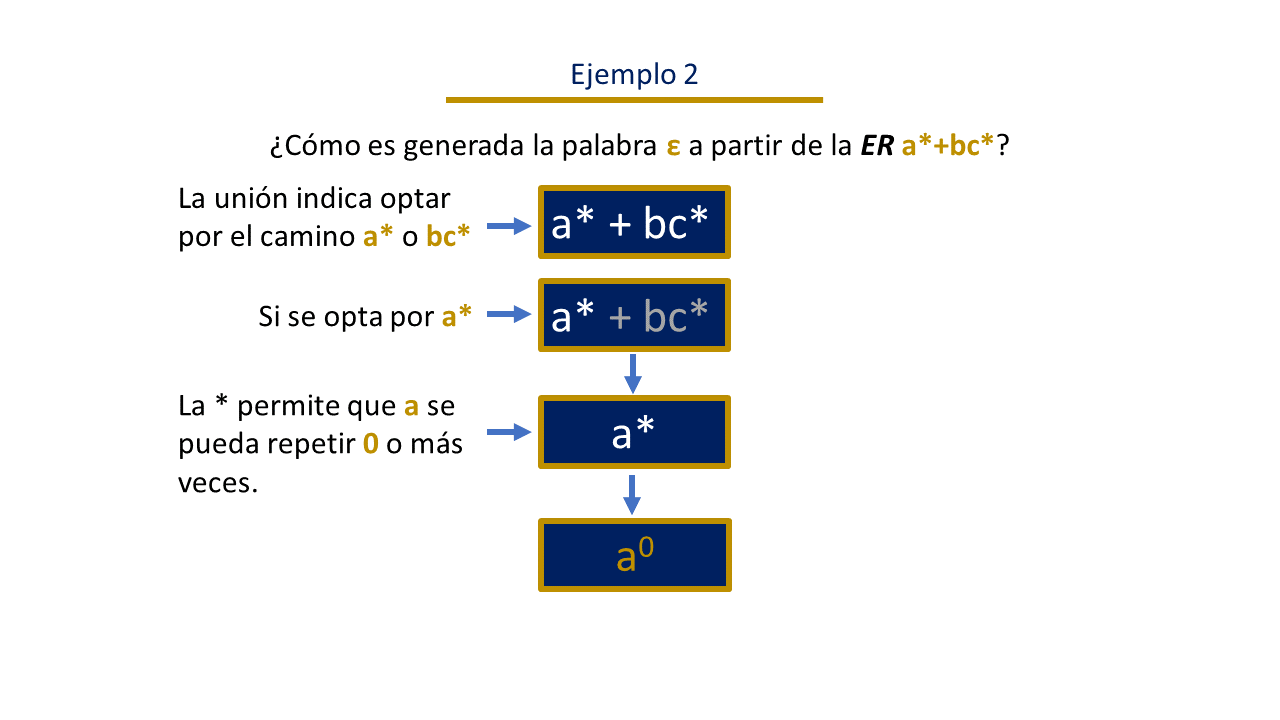 Ejemplo 2
¿Cómo es generada la palabra ε a partir de la ER a*+bc*?
La unión indica optar
por el camino a* o bc*
a* + bc*
Si se opta por a*
a* + bc*
La * permite que a se
pueda repetir 0 o más
veces.
a*
a⁰